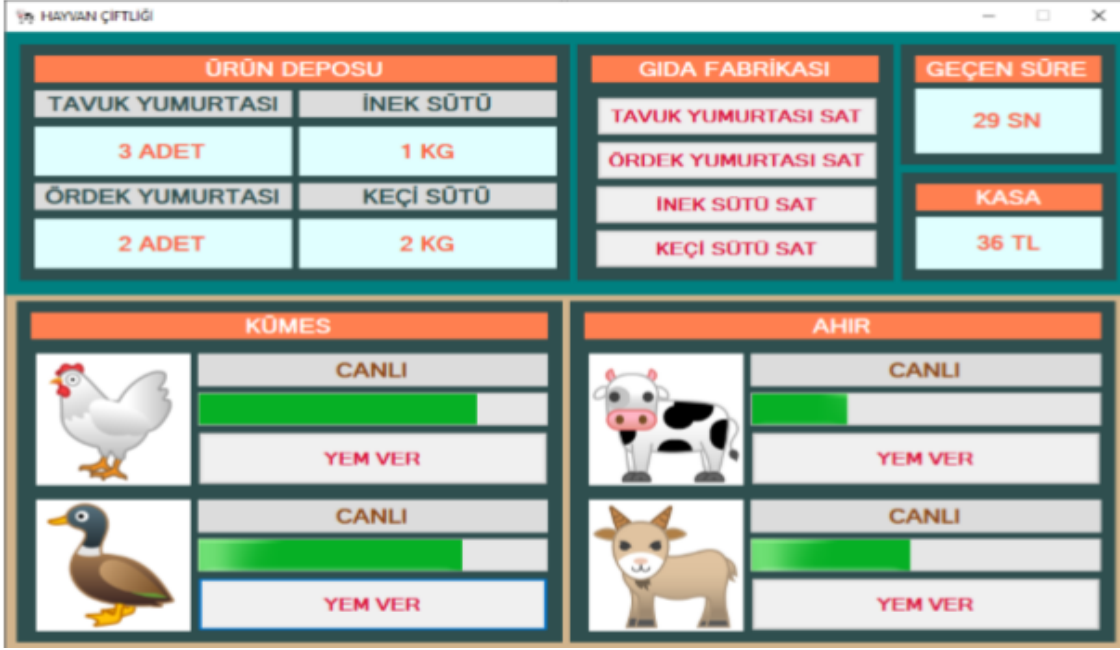 HAYVAN ÇİFTLİĞİ
ÜRÜN DEPOSU
TAVUK YUMURTASI
İNEK SÜTÜ
3 ADET
1 KG
ÖRDEK YUMURTASI
KEÇİ SÜTÜ
2 ADET
2 KG
GIDA FABRİKASI
TAVUK YUMURTASI SAT
ÖRDEK YUMURTASI SAT
İNEK SÜTÜ SAT
KEÇİ SÜTÜ SAT
GEÇEN SÜRE
29 SN
KASA
36 TL
KÜMES
CANLI
YEM VER
CANLI
YEM VER
AHIR
CANLI
YEM VER
CANLI
YEM VER